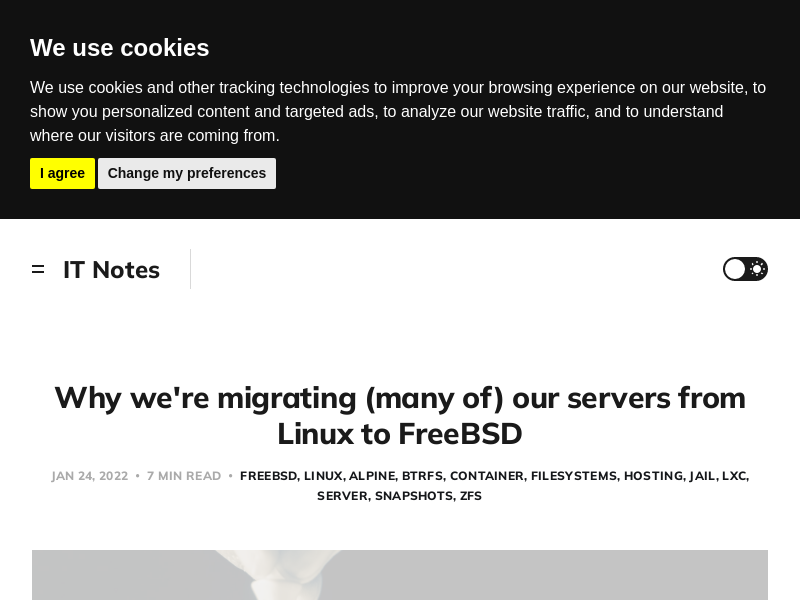 We use cookies
We use cookies and other tracking technologies to improve your browsing experience on our website, to
show you personalized content and targeted ads, to analyze our website traffic, and to understand
where our visitors are coming from.
I agree Change my preferences
IT Notes
Why we're migrating (many of) our servers from
Linux to FreeBSD
JAN 24, 2022 • 7 MIN READ • FREEBSD, LINUX, ALPINE, BTRFS, CONTAINER, FILESYSTEMS, HOSTING, JAIL, LXC,
SERVER, SNAPSHOTS, ZFS